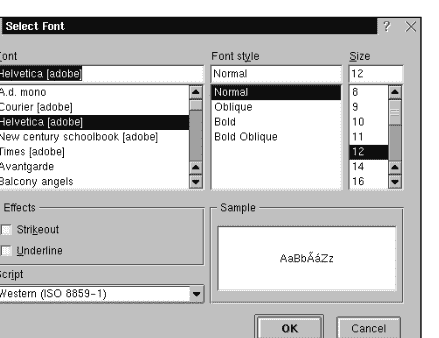 Select Font ?
Font Font style Size
Helvetica [adobe] Normal 12
A.d. mono
Courier [adobe]
Helvetica [adobe]
New century schoolbook [adobe]
Times [adobe]
Avantgarde
Balcony angels
Normal
Oblique
Bold
Bold Oblique
8
9
10
11
12
14
16
Effects
Strikeout
Underline
Sample
AaBbÃáZz
Script
Western (ISO 8859-1)
OK Cancel